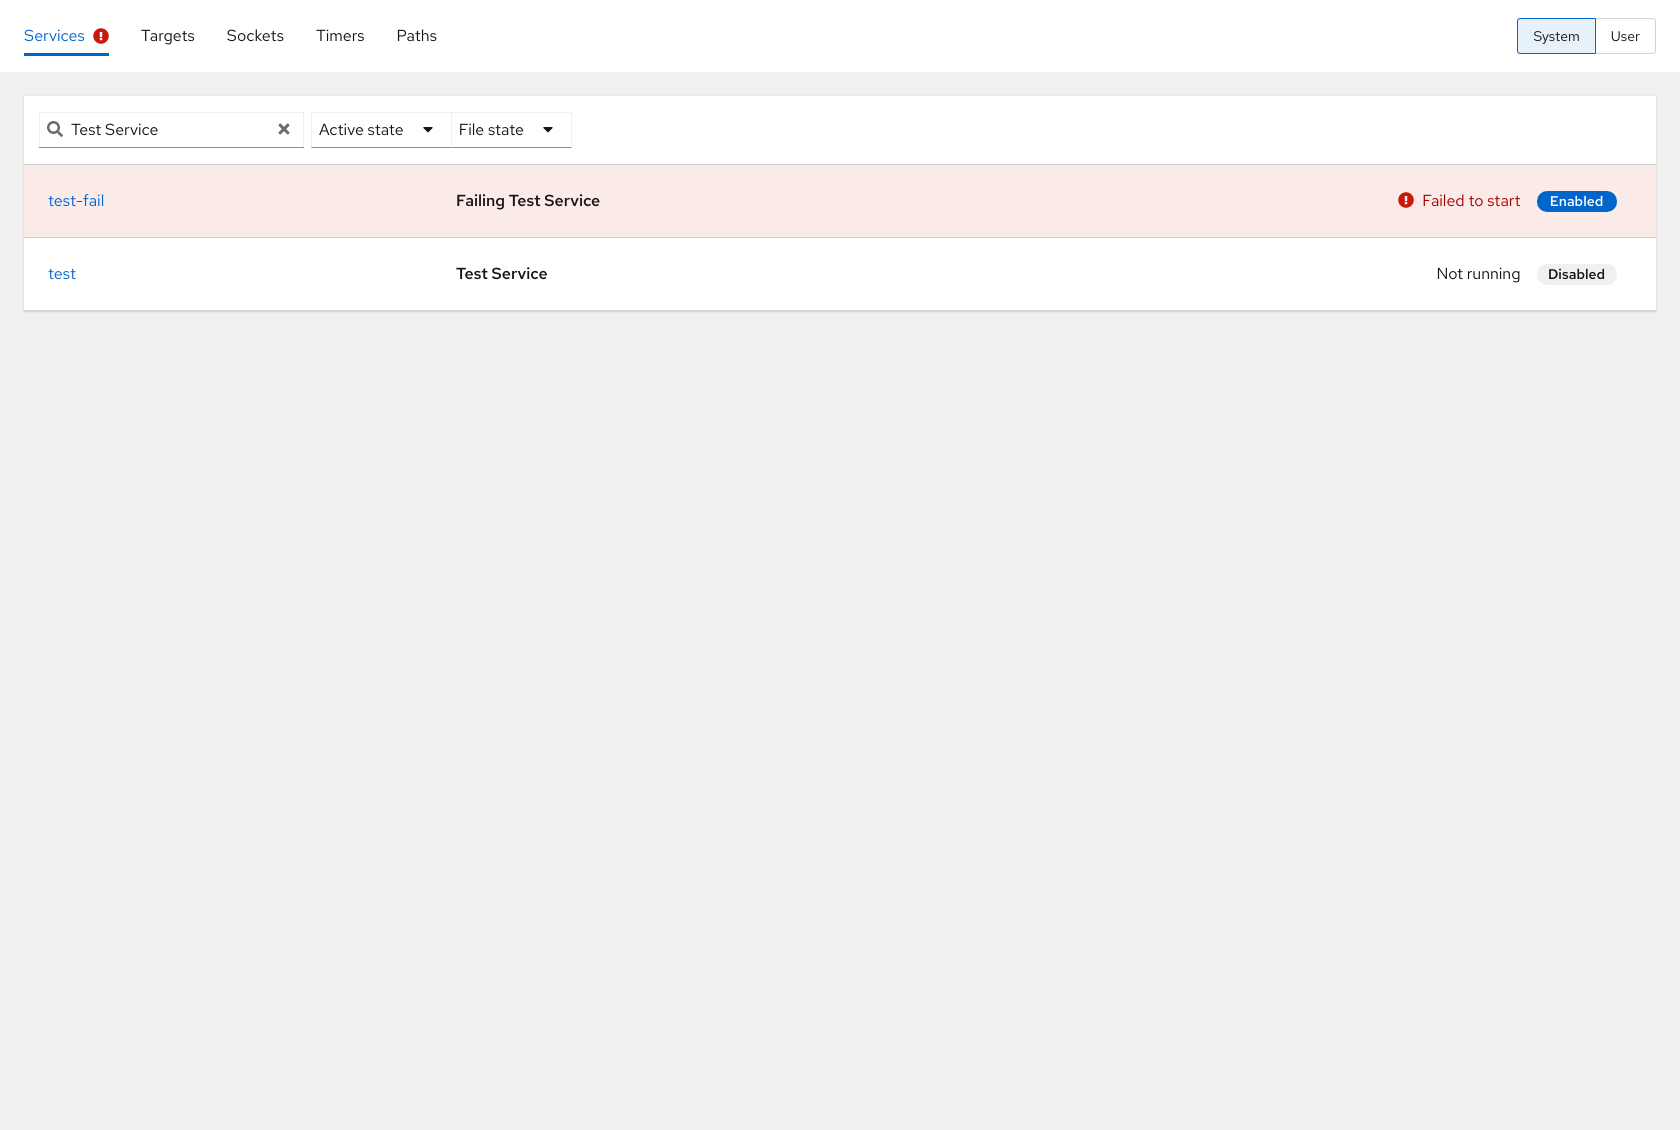 Services Targets Sockets Timers Paths System User
Test Service Active state File state
test-fail Failing Test Service Failed to start Enabled
test Test Service Not running Disabled